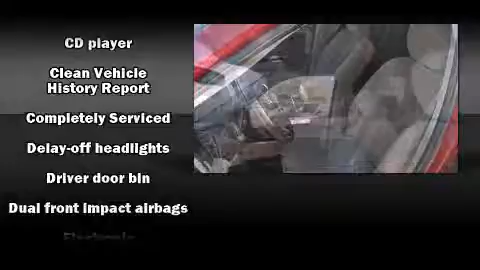 CD player
Clean Vehicle
History Report
Completely Serviced
Delay-off headlights
Driver door bin
Dual front impact airbags